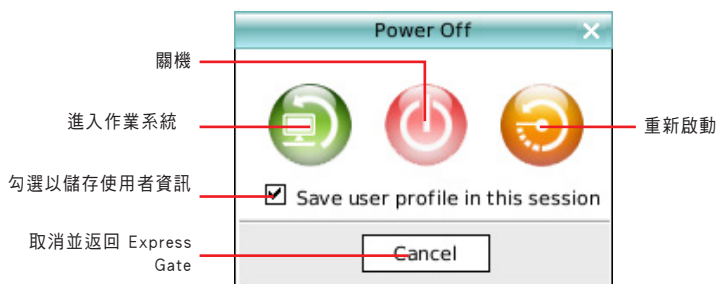 Power Off
關機
進入作業系統
重新啟動
勾選以儲存使用者資訊
Save user profile in this session
取消並返回 Express
Gate
Cancel